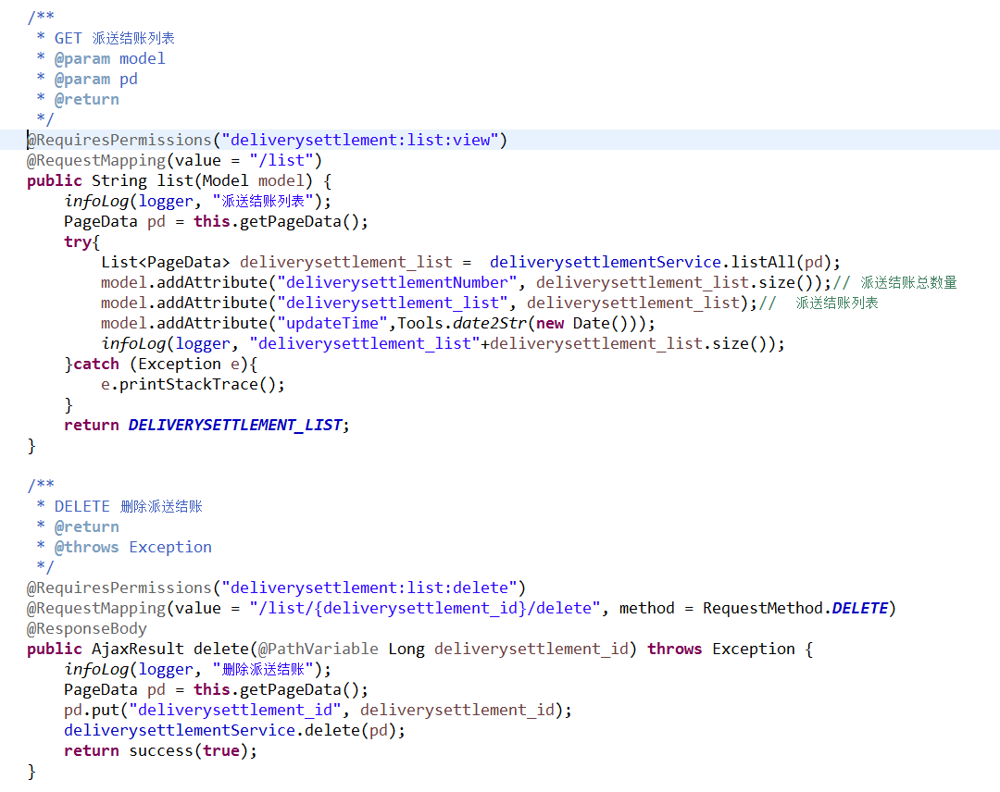 /**
 * GET 派送结账列表
 * @param model
 * @param pd
 * @return
 */
@RequiresPermissions("deliverysettlement:list:view")
@RequestMapping(value = "/list")
public String list(Model model) {
    infoLog(logger, "派送结账列表");
    PageData pd = this.getPageData();
    try{
        List<PageData> deliverysettlement_list =  deliverysettlementService.listAll(pd);
        model.addAttribute("deliverysettlementNumber", deliverysettlement_list.size());// 派送结账总数量
        model.addAttribute("deliverysettlement_list", deliverysettlement_list);//  派送结账列表
        model.addAttribute("updateTime",Tools.date2Str(new Date()));
        infoLog(logger, "deliverysettlement_list"+deliverysettlement_list.size());
    }catch (Exception e){
        e.printStackTrace();
    }
    return DELIVERYSETTLEMENT_LIST;
}
/**
 * DELETE 删除派送结账
 * @return
 * @throws Exception
 */
@RequiresPermissions("deliverysettlement:list:delete")
@RequestMapping(value = "/list/{deliverysettlement_id}/delete", method = RequestMethod.DELETE)
@ResponseBody
public AjaxResult delete(@PathVariable Long deliverysettlement_id) throws Exception {
    infoLog(logger, "删除派送结账");
    PageData pd = this.getPageData();
    pd.put("deliverysettlement_id", deliverysettlement_id);
    deliverysettlementService.delete(pd);
    return success(true);
}